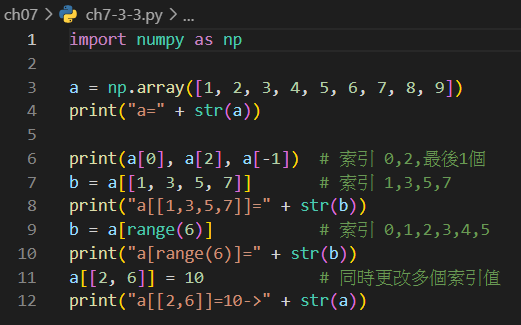 ch07 > ch7-3-3.py > ...
1 import numpy as np
2
3 a = np.array([1, 2, 3, 4, 5, 6, 7, 8, 9])
4 print("a=" + str(a))
5
6 print(a[0], a[2], a[-1])  # 索引 0,2,最後1個
7 b = a[[1, 3, 5, 7]]       # 索引 1,3,5,7
8 print("a[[1,3,5,7]]=" + str(b))
9 b = a[range(6)]           # 索引 0,1,2,3,4,5
10 print("a[range(6)]=" + str(b))
11 a[[2, 6]] = 10            # 同時更改多個索引值
12 print("a[[2,6]]=10->" + str(a))